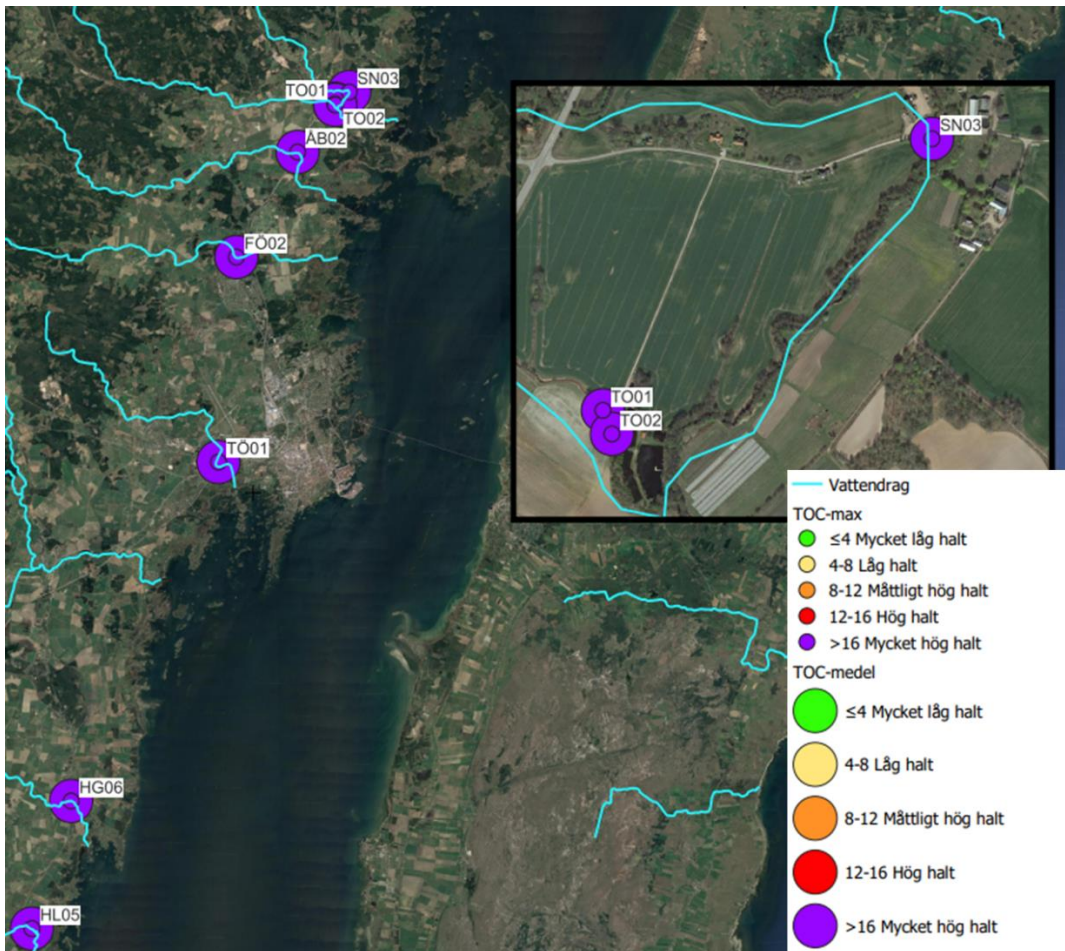 SN03
TO01
TO02
ÅB02
FÖ02
TÖ01
HG06
HL05
SN03
TO01
TO02
Vattendrag
TOC-max
≤4 Mycket låg halt
4-8 Låg halt
8-12 Måttligt hög halt
12-16 Hög halt
>16 Mycket hög halt
TOC-medel
≤4 Mycket låg halt
4-8 Låg halt
8-12 Måttligt hög halt
12-16 Hög halt
>16 Mycket hög halt